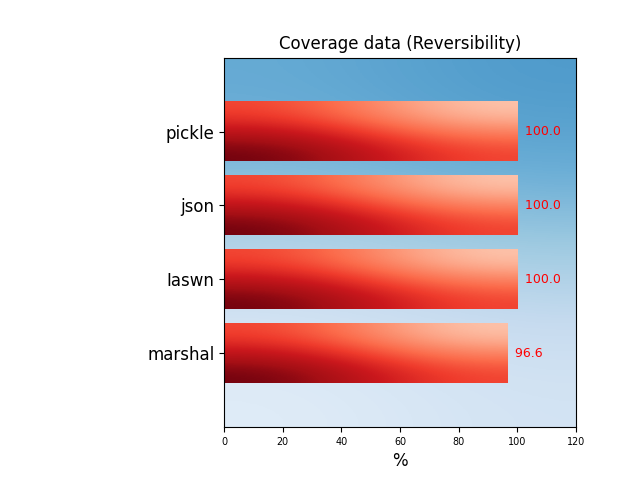 Coverage data (Reversibility)
pickle 100.0
json 100.0
Iaswn 100.0
marshal 96.6
0 20 40 60 80 100 120
%